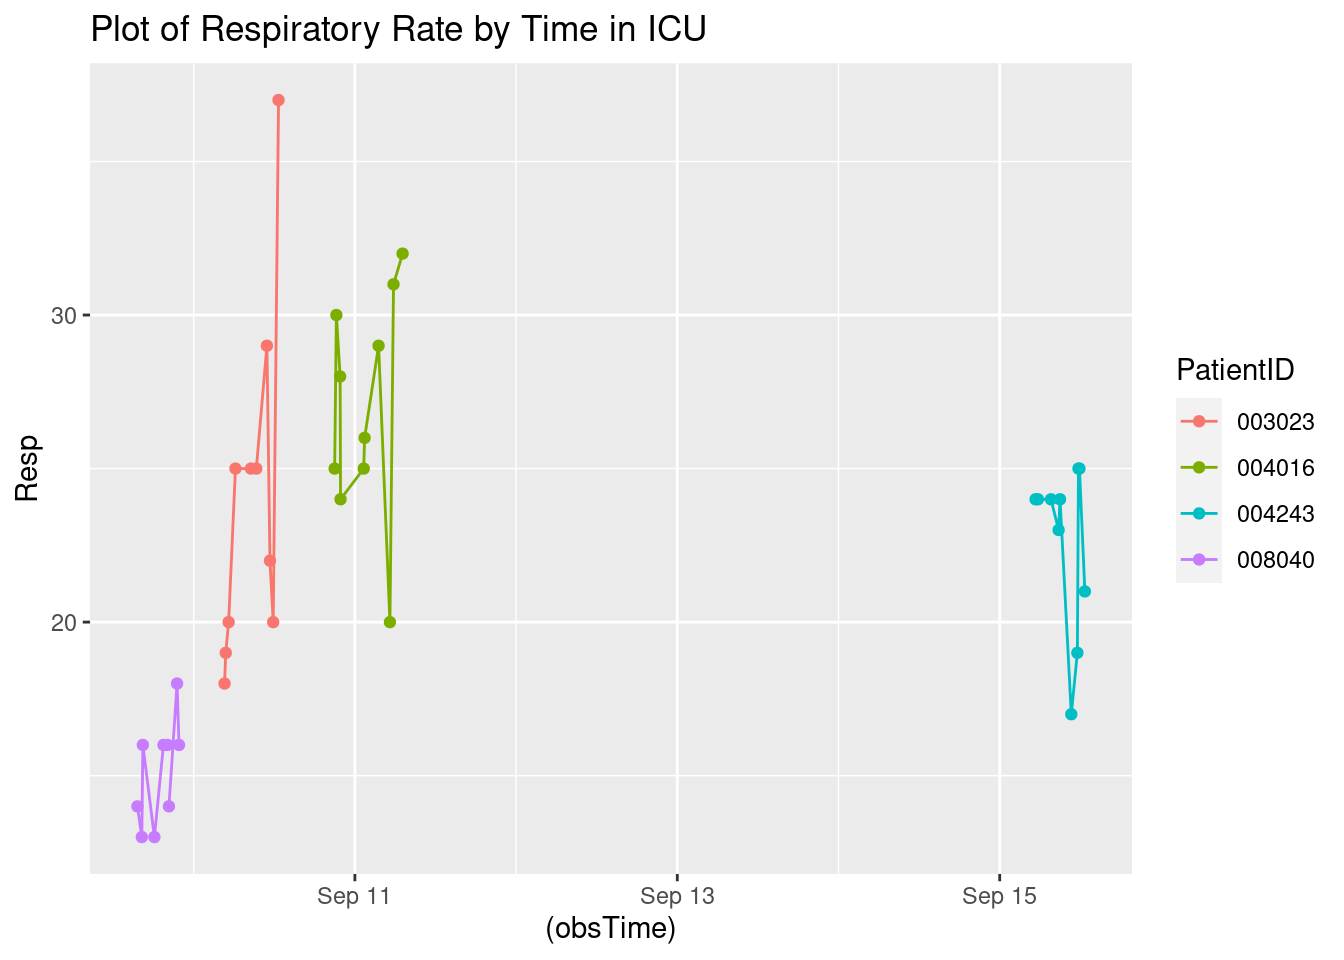 Plot of Respiratory Rate by Time in ICU
Resp
30
20
Sep 11
Sep 13
Sep 15
(obsTime)
PatientID
003023
004016
004243
008040